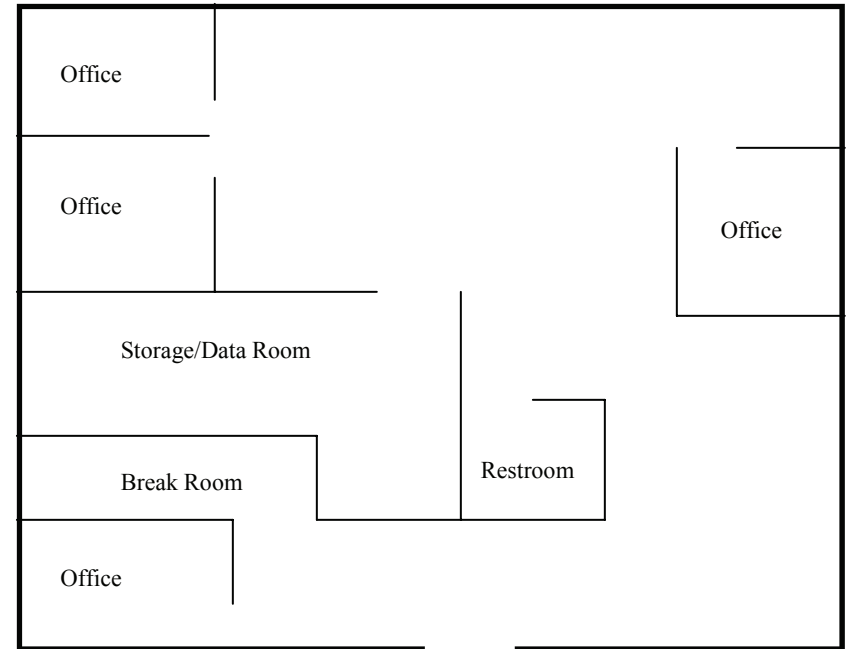 Office
Office
Office
Storage/Data Room
Restroom
Break Room
Office